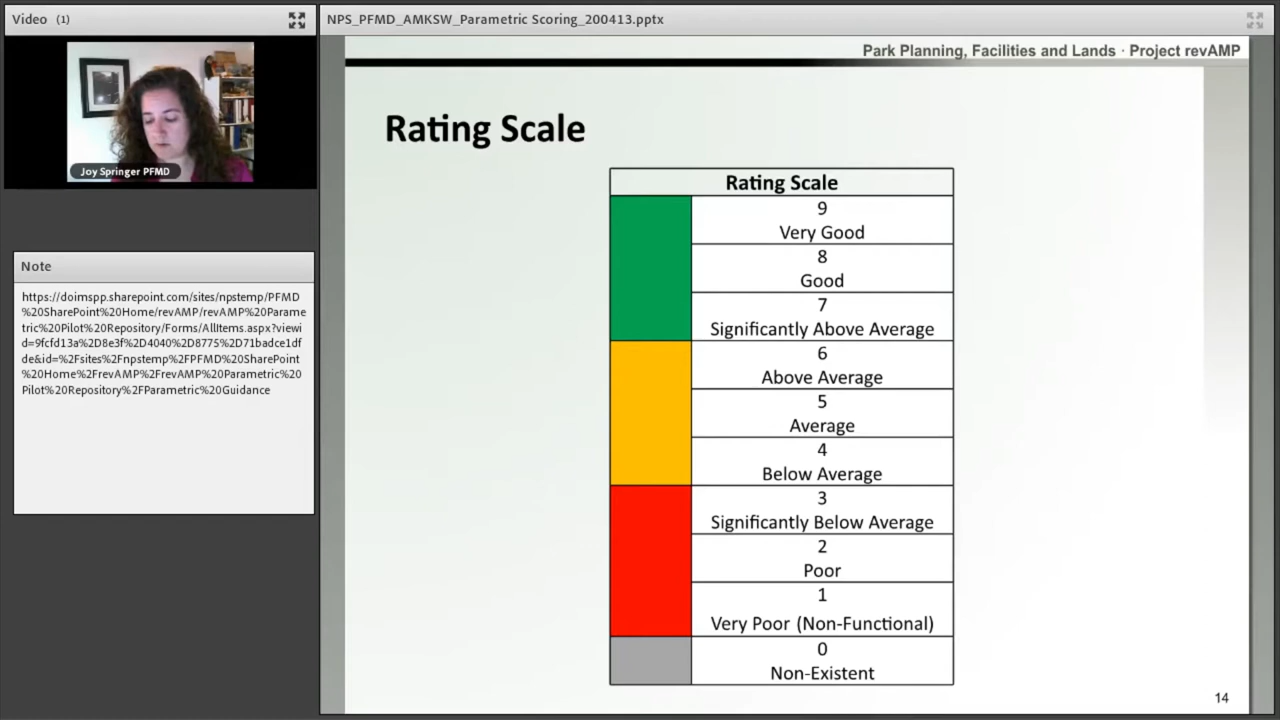 Video (1)
NPS_PFMD_AMKSW_Parametric Scoring_200413.pptx
Joy Springer PFMD
Note
https://doimspp.sharepoint.com/sites/npstemp/PFMD
%20SharePoint%20Home/revAMP/revAMP%20Parame
tric%20Pilot%20Repository/Forms/AllItems.aspx?viewi
d=9fcfd13a%2D8e3f%2D4040%2D8775%2D71badce1df
de&id=%2Fsites%2Fnpstemp%2FPFMD%20SharePoint
%20Home%2FrevAMP%2FrevAMP%20Parametric%20
Pilot%20Repository%2FParametric%20Guidance
Park Planning, Facilities and Lands · Project revAMP
Rating Scale
Rating Scale
9
Very Good
8
Good
7
Significantly Above Average
6
Above Average
5
Average
4
Below Average
3
Significantly Below Average
2
Poor
1
Very Poor (Non-Functional)
0
Non-Existent
14